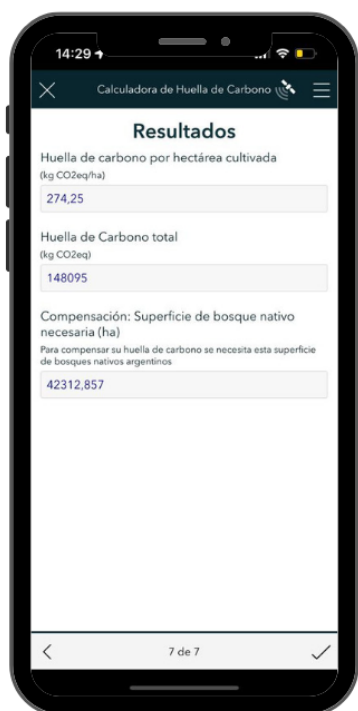 14:29
Calculadora de Huella de Carbono
Resultados
Huella de carbono por hectárea cultivada
(kg CO2eq/ha)
274,25
Huella de Carbono total
(kg CO2eq)
148095
Compensación: Superficie de bosque nativo
necesaria (ha)
Para compensar su huella de carbono se necesita esta superficie
de bosques nativos argentinos
42312,857
7 de 7